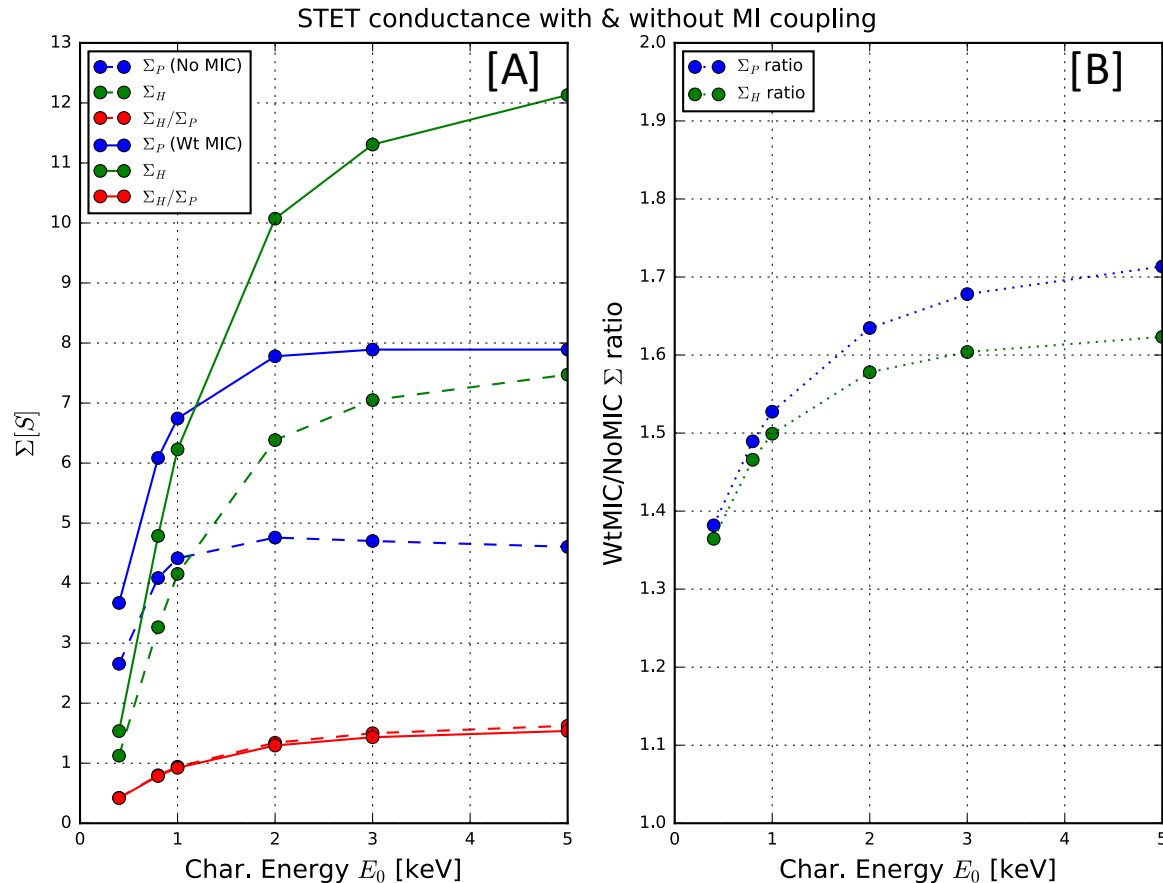 STET conductance with & without MI coupling
[A]
Σ_P (No MIC)
Σ_H
Σ_H/Σ_P
Σ_P (Wt MIC)
Σ_H
Σ_H/Σ_P
Σ[S]
13
12
11
10
9
8
7
6
5
4
3
2
1
0
0 1 2 3 4 5
Char. Energy E_0 [keV]
[B]
Σ_P ratio
Σ_H ratio
WtMIC/NoMIC Σ ratio
2.0
1.9
1.8
1.7
1.6
1.5
1.4
1.3
1.2
1.1
1.0
0 1 2 3 4 5
Char. Energy E_0 [keV]